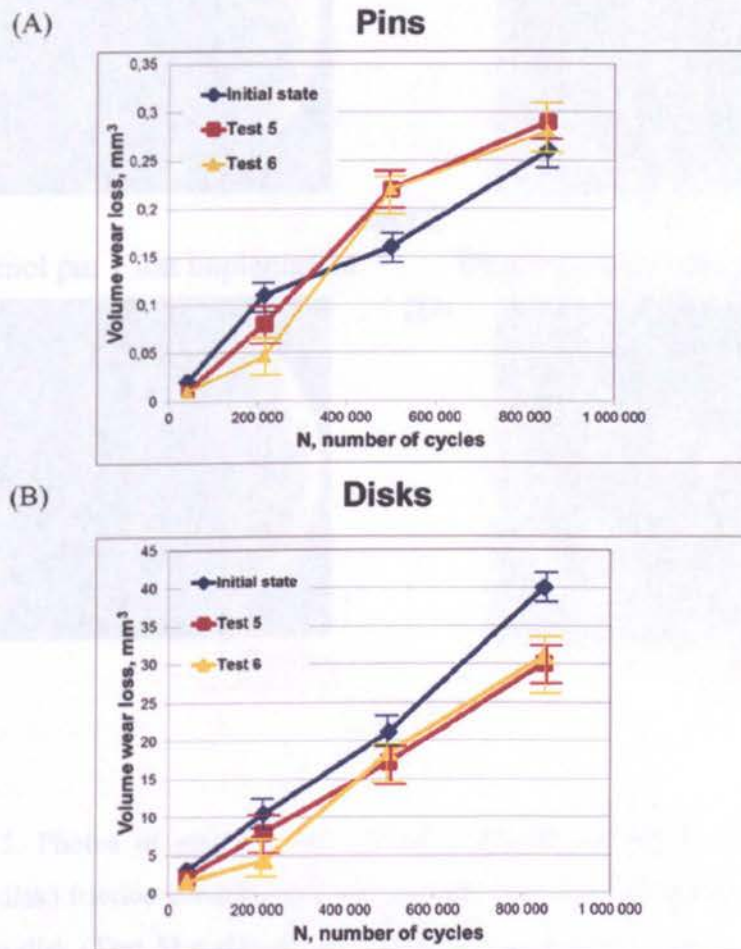 (A)
Pins
0,35
0,3
0,25
0,2
0,15
0,1
0,05
0
Volume wear loss, mm³
Initial state
Test 5
Test 6
0
200 000
400 000
600 000
800 000
1 000 000
N, number of cycles
(B)
Disks
45
40
35
30
25
20
15
10
5
0
Volume wear loss, mm³
Initial state
Test 5
Test 6
0
200 000
400 000
600 000
800 000
1 000 000
N, number of cycles